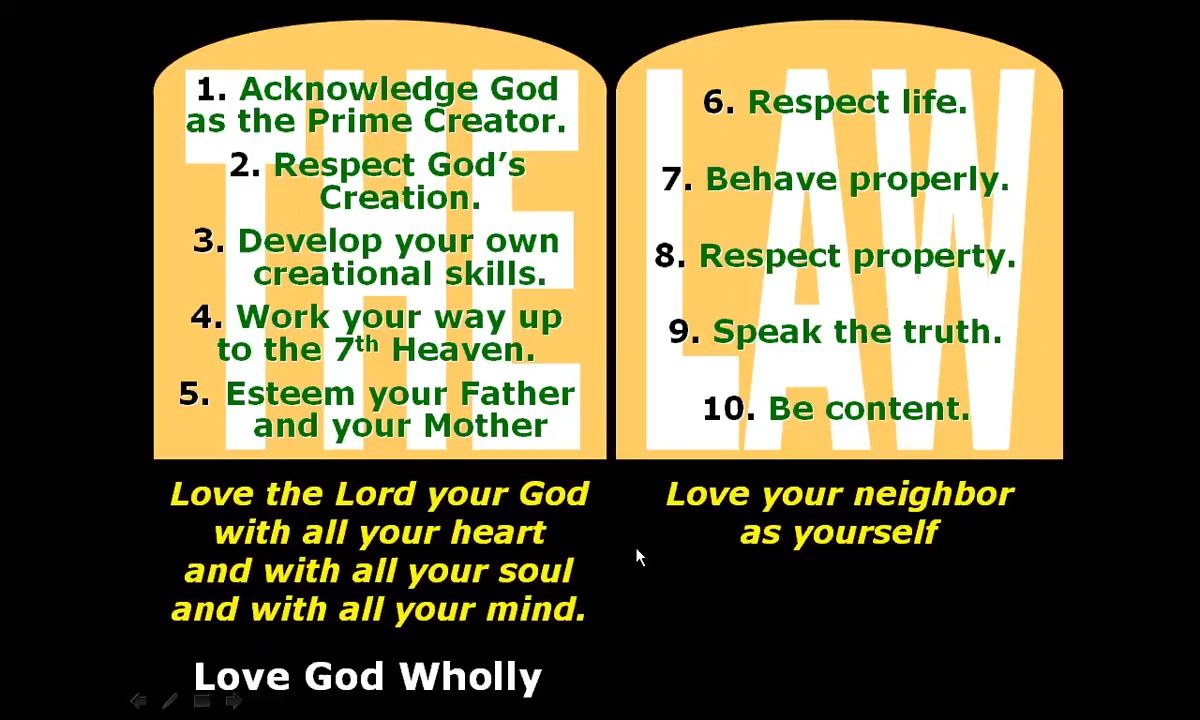 THE
1. Acknowledge God
as the Prime Creator.
2. Respect God’s
Creation.
3. Develop your own
creational skills.
4. Work your way up
to the 7th Heaven.
5. Esteem your Father
and your Mother
LAW
6. Respect life.
7. Behave properly.
8. Respect property.
9. Speak the truth.
10. Be content.
Love the Lord your God
with all your heart
and with all your soul
and with all your mind.
Love God Wholly
Love your neighbor
as yourself